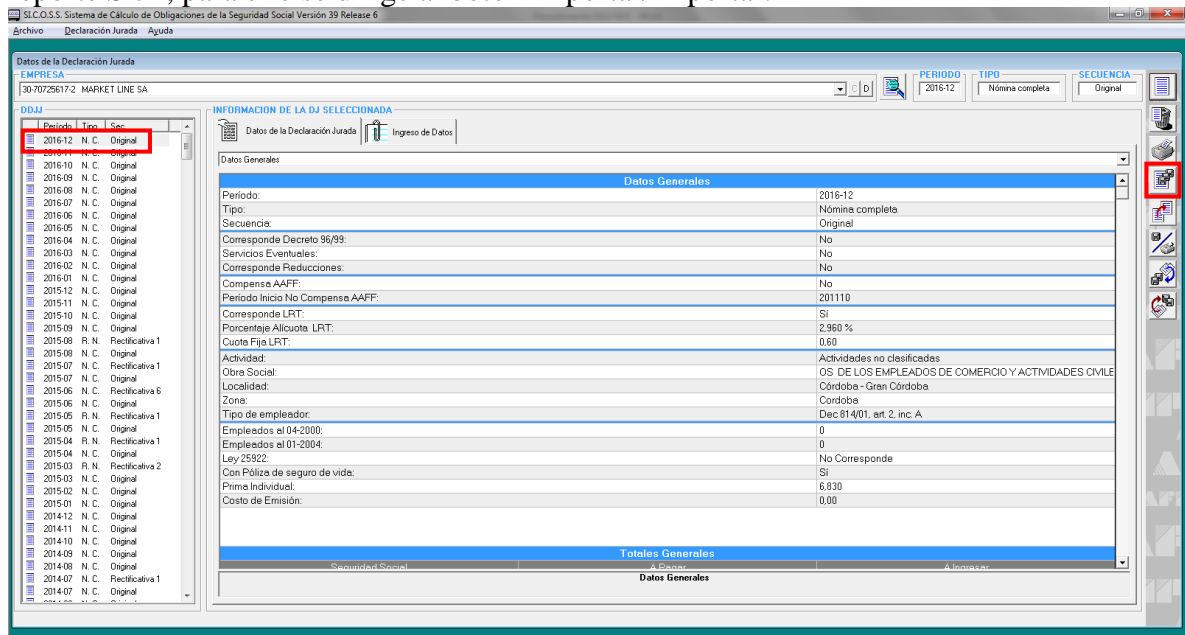 S.I.C.O.S.S. Sistema de Cálculo de Obligaciones de la Seguridad Social Versión 39 Release 6
Archivo Declaración Jurada Ayuda
Datos de la Declaración Jurada
EMPRESA
30-70725617-2 MARKET LINE SA
C D
PERIODO
2016-12
TIPO
Nómina completa
SECUENCIA
Original
DDJJ
Período Tipo Sec.
2016-12 N. C. Original
2016-11 N. C. Original
2016-10 N. C. Original
2016-09 N. C. Original
2016-08 N. C. Original
2016-07 N. C. Original
2016-06 N. C. Original
2016-05 N. C. Original
2016-04 N. C. Original
2016-03 N. C. Original
2016-02 N. C. Original
2016-01 N. C. Original
2015-12 N. C. Original
2015-11 N. C. Original
2015-10 N. C. Original
2015-09 N. C. Original
2015-08 R. N. Rectificativa 1
2015-08 N. C. Original
2015-07 N. C. Rectificativa 1
2015-07 N. C. Original
2015-06 N. C. Rectificativa 6
2015-06 N. C. Original
2015-05 R. N. Rectificativa 1
2015-05 N. C. Original
2015-04 R. N. Rectificativa 1
2015-04 N. C. Original
2015-03 R. N. Rectificativa 2
2015-03 N. C. Original
2015-02 N. C. Original
2015-01 N. C. Original
2014-12 N. C. Original
2014-11 N. C. Original
2014-10 N. C. Original
2014-09 N. C. Original
2014-08 N. C. Original
2014-07 N. C. Rectificativa 1
2014-07 N. C. Original
INFORMACION DE LA DJ SELECCIONADA
Datos de la Declaración Jurada Ingreso de Datos
Datos Generales
Datos Generales
Período: 2016-12
Tipo: Nómina completa
Secuencia: Original
Corresponde Decreto 96/99: No
Servicios Eventuales: No
Corresponde Reducciones: No
Compensa AAFF: No
Período Inicio No Compensa AAFF: 201110
Corresponde LRT: Sí
Porcentaje Alícuota LRT: 2,960 %
Cuota Fija LRT: 0,60
Actividad: Actividades no clasificadas
Obra Social: OS DE LOS EMPLEADOS DE COMERCIO Y ACTIVIDADES CIVILE
Localidad: Córdoba - Gran Córdoba
Zona: Cordoba
Tipo de empleador: Dec 814/01, art. 2, inc. A
Empleados al 04-2000: 0
Empleados al 01-2004: 0
Ley 25922: No Corresponde
Con Póliza de seguro de vida: Sí
Prima Individual: 6,830
Costo de Emisión: 0,00
Totales Generales
Seguridad Social A Pagar A Ingresar
Datos Generales